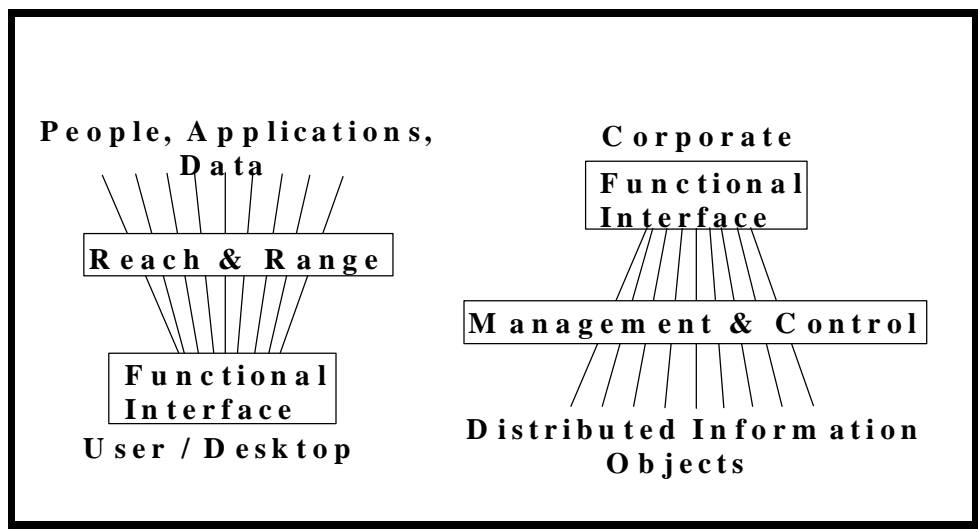 People, Applications,
Data
Reach & Range
Functional
Interface
User / Desktop
Corporate
Functional
Interface
Management & Control
Distributed Information
Objects